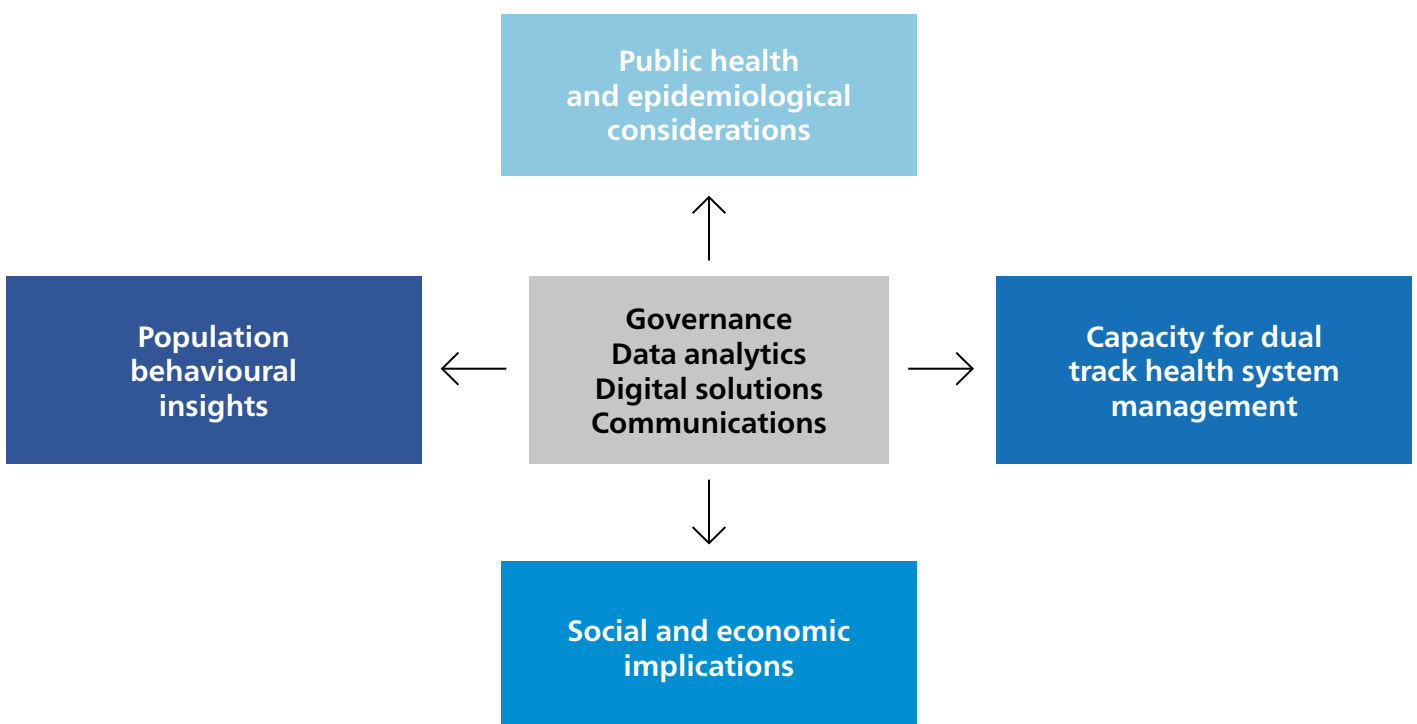 Public health
and epidemiological
considerations
Population
behavioural
insights
Governance
Data analytics
Digital solutions
Communications
Capacity for dual
track health system
management
Social and economic
implications